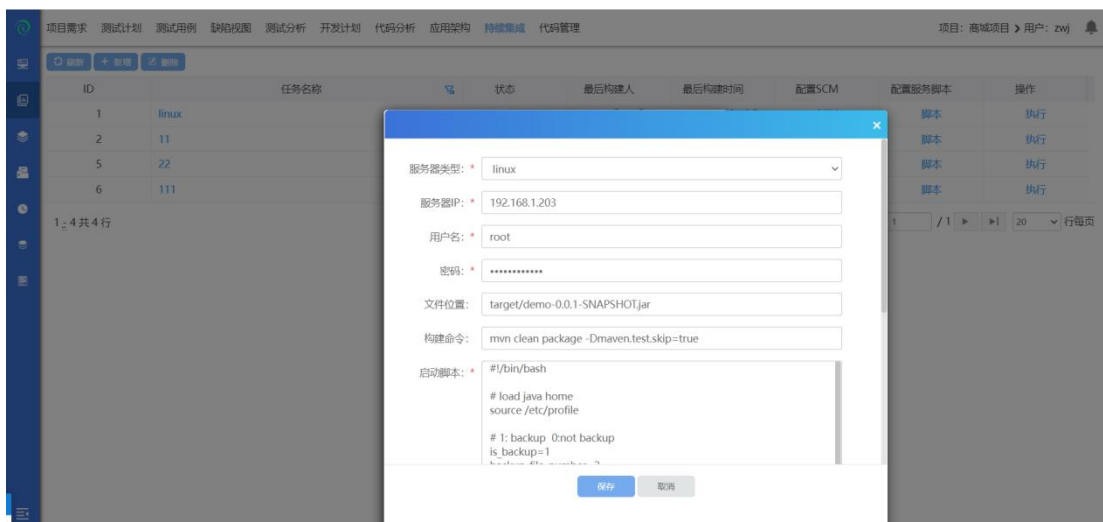 项目需求 测试计划 测试用例 缺陷视图 测试分析 开发计划 代码分析 应用架构 持续集成 代码管理 项目: 商城项目 用户: zwj
刷新 新增 删除
ID 任务名称 状态 最后构建人 最后构建时间 配置SCM 配置服务脚本 操作
1 linux 脚本 执行
2 11 脚本 执行
5 22 脚本 执行
6 111 脚本 执行
1 - 4 共 4 行 1 / 1 20 行每页
服务器类型: * linux
服务器IP: * 192.168.1.203
用户名: * root
密码: * ••••••••••••
文件位置: target/demo-0.0.1-SNAPSHOT.jar
构建命令: mvn clean package -Dmaven.test.skip=true
启动脚本: * #!/bin/bash
# load java home
source /etc/profile
# 1: backup 0:not backup
is_backup=1
保存 取消